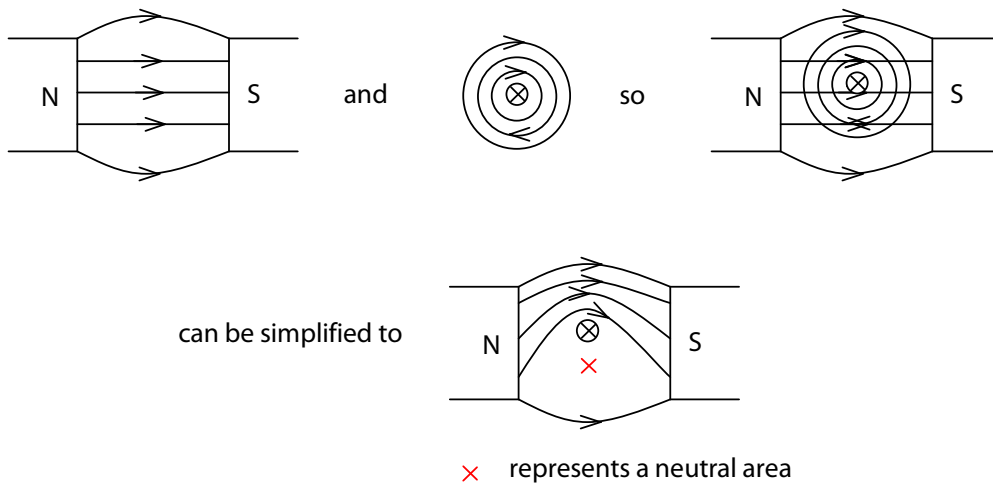 N S and so N S
can be simplified to N S
× represents a neutral area